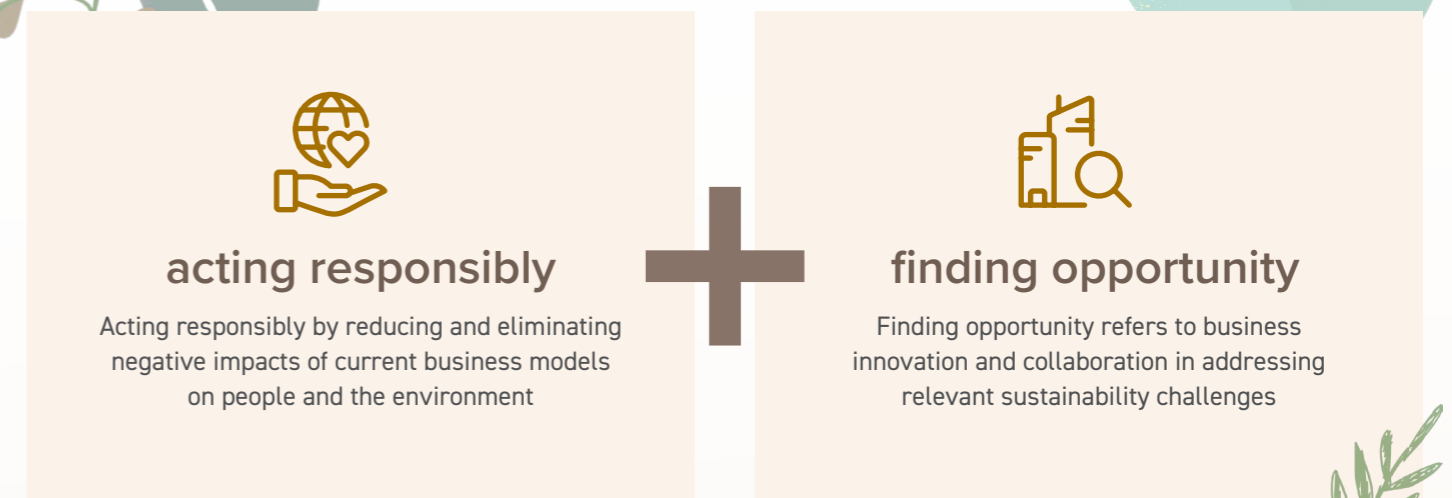 acting responsibly
Acting responsibly by reducing and eliminating
negative impacts of current business models
on people and the environment
finding opportunity
Finding opportunity refers to business
innovation and collaboration in addressing
relevant sustainability challenges